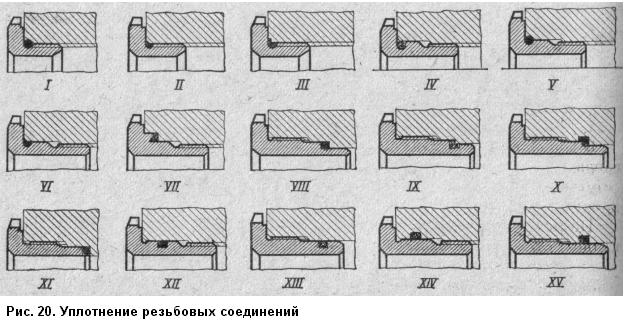 I II III IV V
VI VII VIII IX X
XI XII XIII XIV XV
Рис. 20. Уплотнение резьбовых соединений